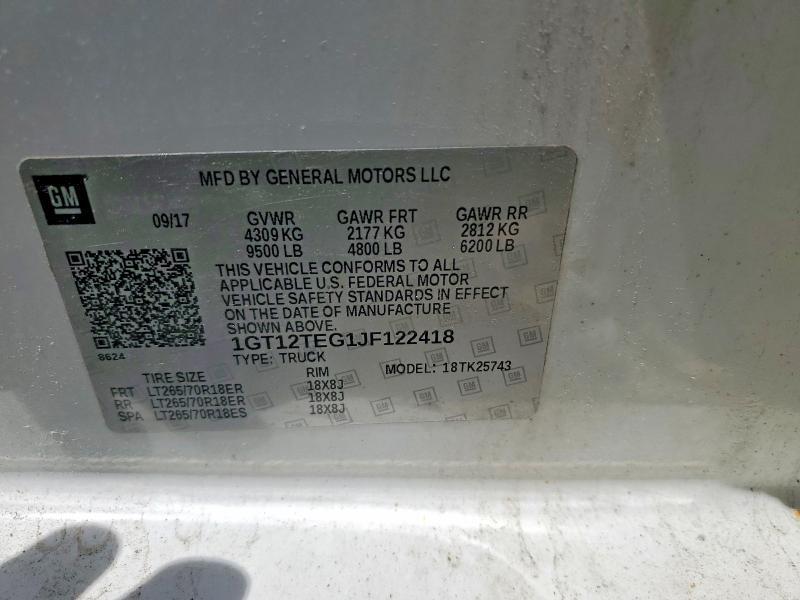 GM
MFD BY GENERAL MOTORS LLC
09/17 GVWR GAWR FRT GAWR RR
4309 KG 2177 KG 2812 KG
9500 LB 4800 LB 6200 LB
THIS VEHICLE CONFORMS TO ALL
APPLICABLE U.S. FEDERAL MOTOR
VEHICLE SAFETY STANDARDS IN EFFECT
ON THE DATE OF MANUFACTURE
SHOWN ABOVE.
8624
1GT12TEG1JF122418
TYPE: TRUCK MODEL: 18TK25743
TIRE SIZE RIM
FRT LT265/70R18ER 18X8J
RR LT265/70R18ER 18X8J
SPA LT265/70R18ES 18X8J